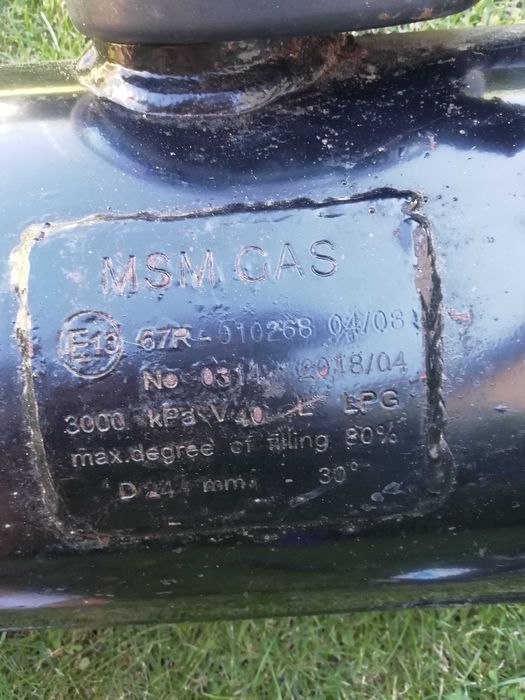 MSM GAS
E13 67R-010268 04/03
No 0314 2018/04
3000 kPa V 40 L LPG
max.degree of filling 80%
D 244 mm 30°